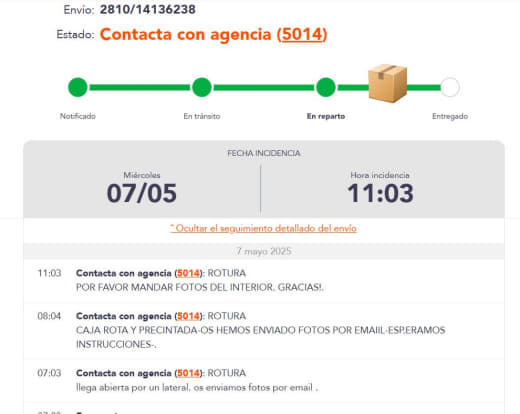 Envío: 2810/14136238
Estado: Contacta con agencia (5014)
Notificado
En tránsito
En reparto
Entregado
FECHA INCIDENCIA
Miércoles
07/05
Hora incidencia
11:03
ˆ Ocultar el seguimiento detallado del envío
7 mayo 2025
11:03 Contacta con agencia (5014): ROTURA
POR FAVOR MANDAR FOTOS DEL INTERIOR. GRACIAS!.
08:04 Contacta con agencia (5014): ROTURA
CAJA ROTA Y PRECINTADA-OS HEMOS ENVIADO FOTOS POR EMAIIL-ESP.ERAMOS
INSTRUCCIONES-.
07:03 Contacta con agencia (5014): ROTURA
llega abierta por un lateral. os enviamos fotos por email .